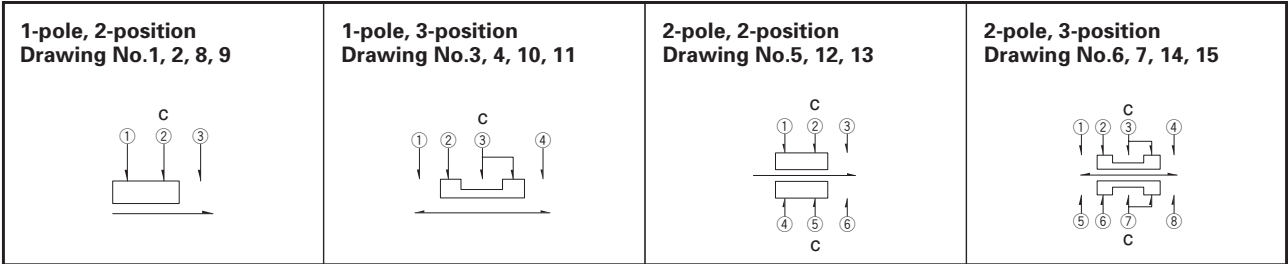 1-pole, 2-position
Drawing No.1, 2, 8, 9
C
① ② ③
1-pole, 3-position
Drawing No.3, 4, 10, 11
C
① ② ③ ④
2-pole, 2-position
Drawing No.5, 12, 13
C
① ② ③
④ ⑤ ⑥
C
2-pole, 3-position
Drawing No.6, 7, 14, 15
C
① ② ③ ④
⑤ ⑥ ⑦ ⑧
C